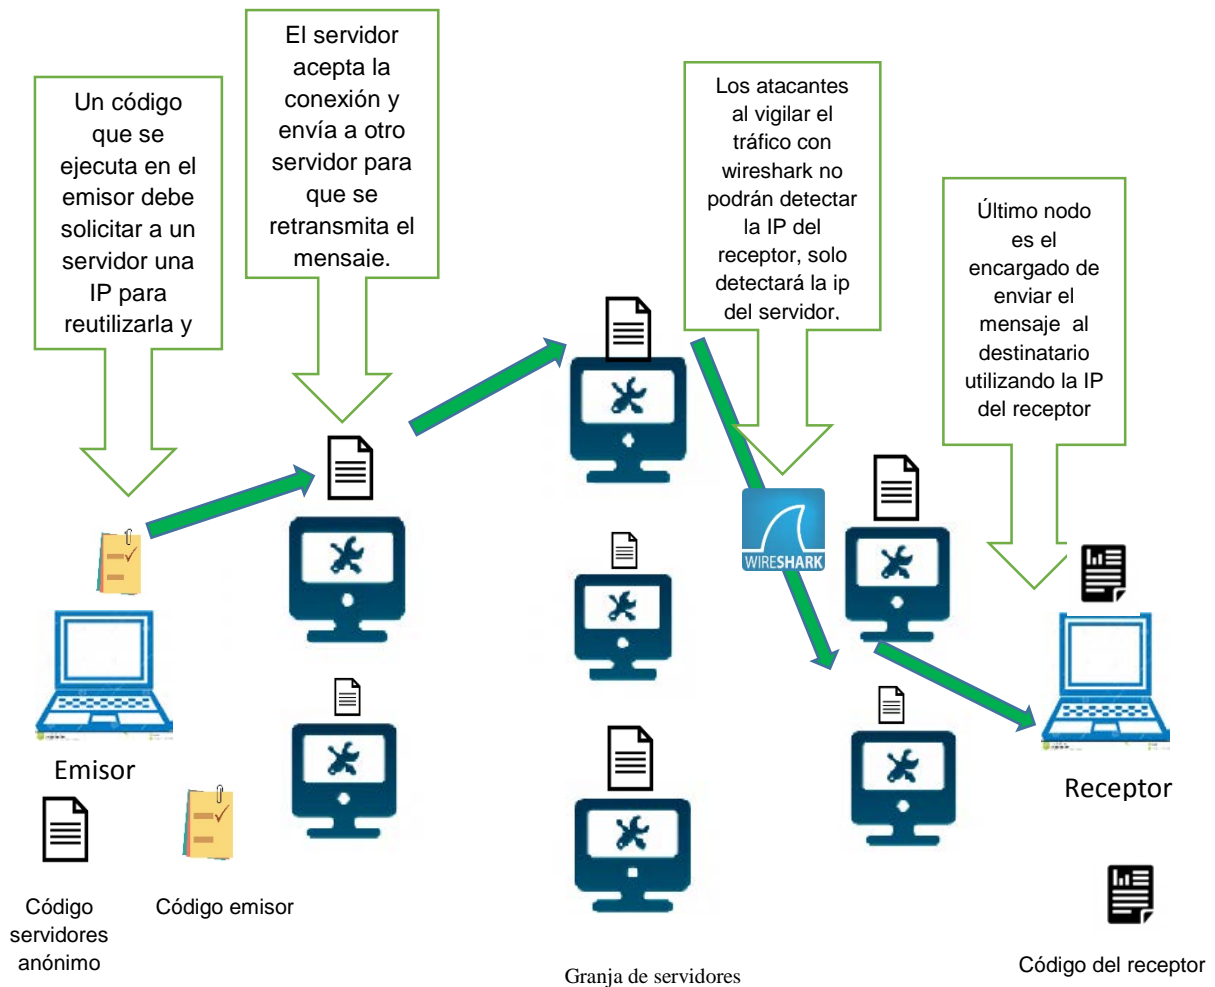 Un código
que se
ejecuta en el
emisor debe
solicitar a un
servidor una
IP para
reutilizarla y
El servidor
acepta la
conexión y
envía a otro
servidor para
que se
retransmita el
mensaje.
Los atacantes
al vigilar el
tráfico con
wireshark no
podrán detectar
la IP del
receptor, solo
detectará la ip
del servidor.
Último nodo
es el
encargado de
enviar el
mensaje al
destinatario
utilizando la IP
del receptor
WIRESHARK
Emisor
Receptor
Código
servidores
anónimo
Código emisor
Granja de servidores
Código del receptor